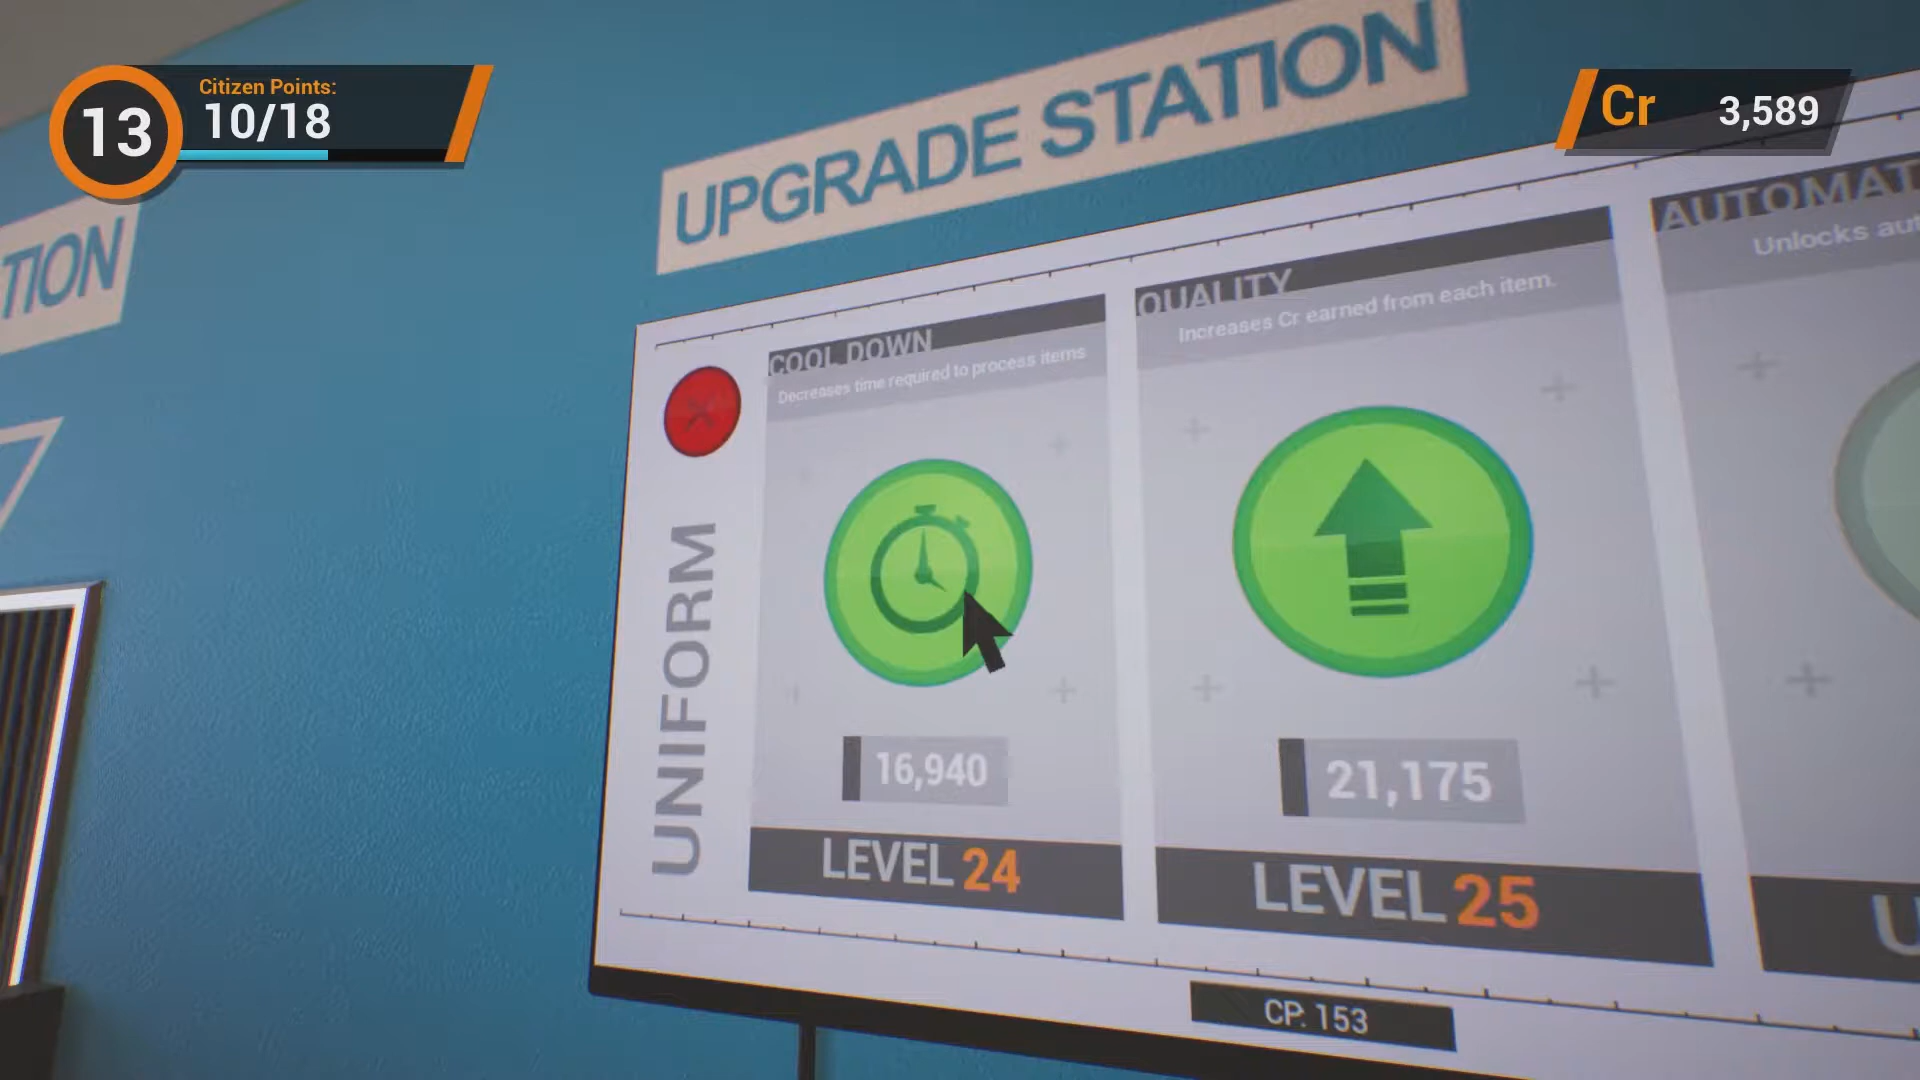 13
Citizen Points:
10/18
Cr 3,589
TION
UPGRADE STATION
UNIFORM
COOL DOWN
Decreases time required to process items
16,940
LEVEL 24
QUALITY
Increases Cr earned from each item.
21,175
LEVEL 25
Unlocks
CP: 153